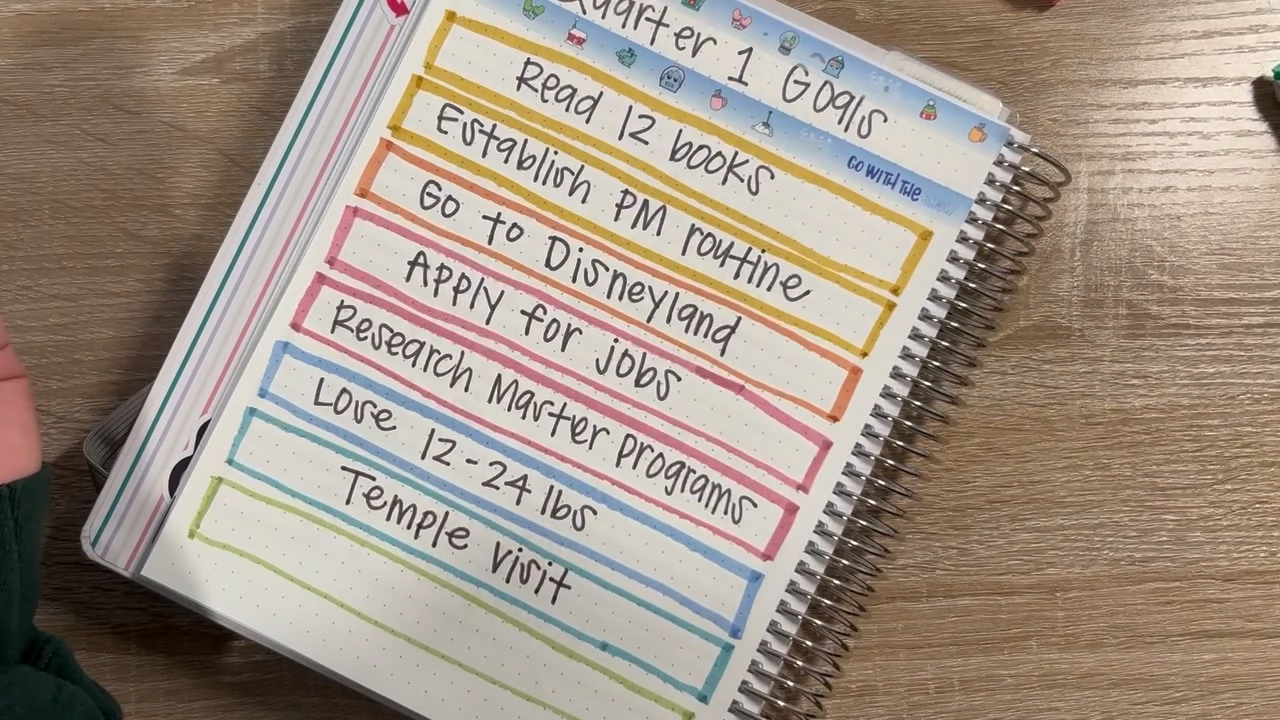 Quarter 1 Goals
GO WITH THE
Read 12 books
Establish PM routine
Go to Disneyland
Apply for jobs
Research Master Programs
Lose 12-24 lbs
Temple visit